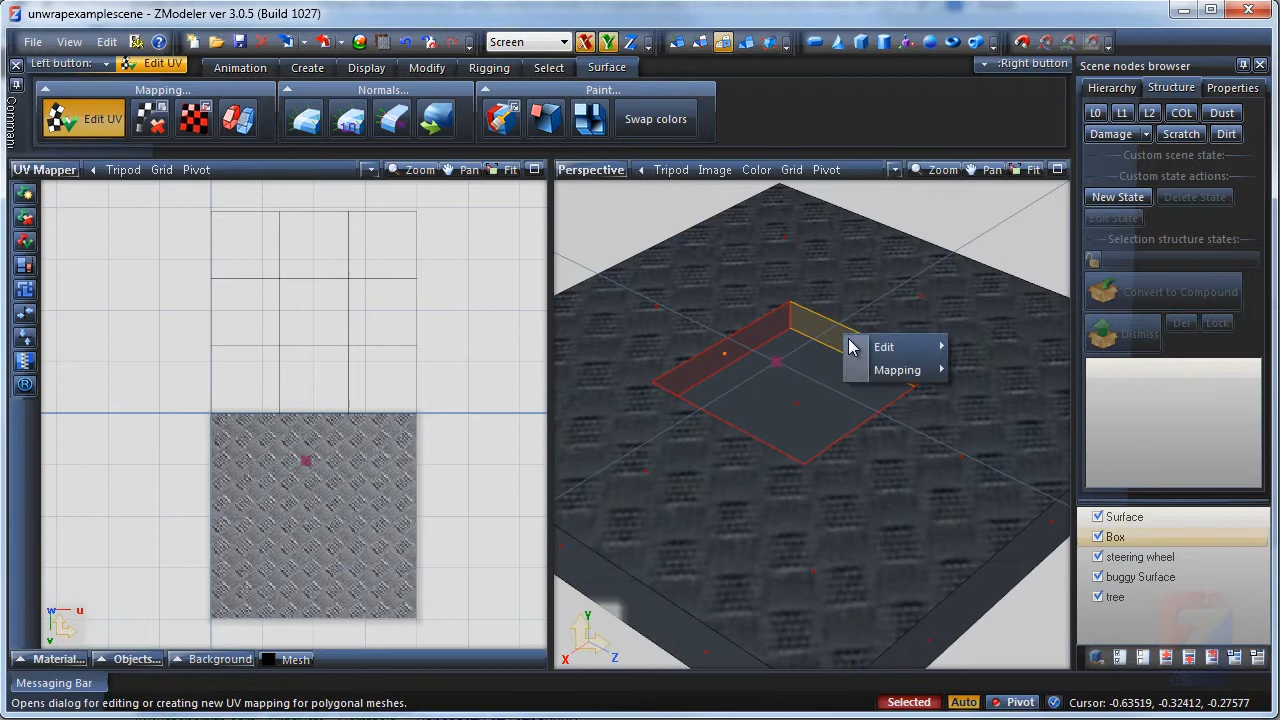 unwrapexamplescene - ZModeler ver 3.0.5 (Build 1027)
File View Edit Screen X Y Z
Left button: Edit UV Animation Create Display Modify Rigging Select Surface :Right button
Scene nodes browser
Hierarchy Structure Properties
Comman
Mapping... Normals... Paint...
Edit UV Swap colors
L0 L1 L2 COL Dust
Damage Scratch Dirt
Custom scene state:
Custom state actions:
New State Delete State
Edit State
Selection structure states:
Convert to Compound
Dismiss Del Lock
UV Mapper Tripod Grid Pivot Zoom Pan Fit
Perspective Tripod Image Color Grid Pivot Zoom Pan Fit
Edit
Mapping
Surface
Box
steering wheel
buggy Surface
tree
w u
v
Y
X Z
Material... Objects... Background Mesh
Messaging Bar
Opens dialog for editing or creating new UV mapping for polygonal meshes.
Selected Auto Pivot Cursor: -0.63519, -0.32412, -0.27577